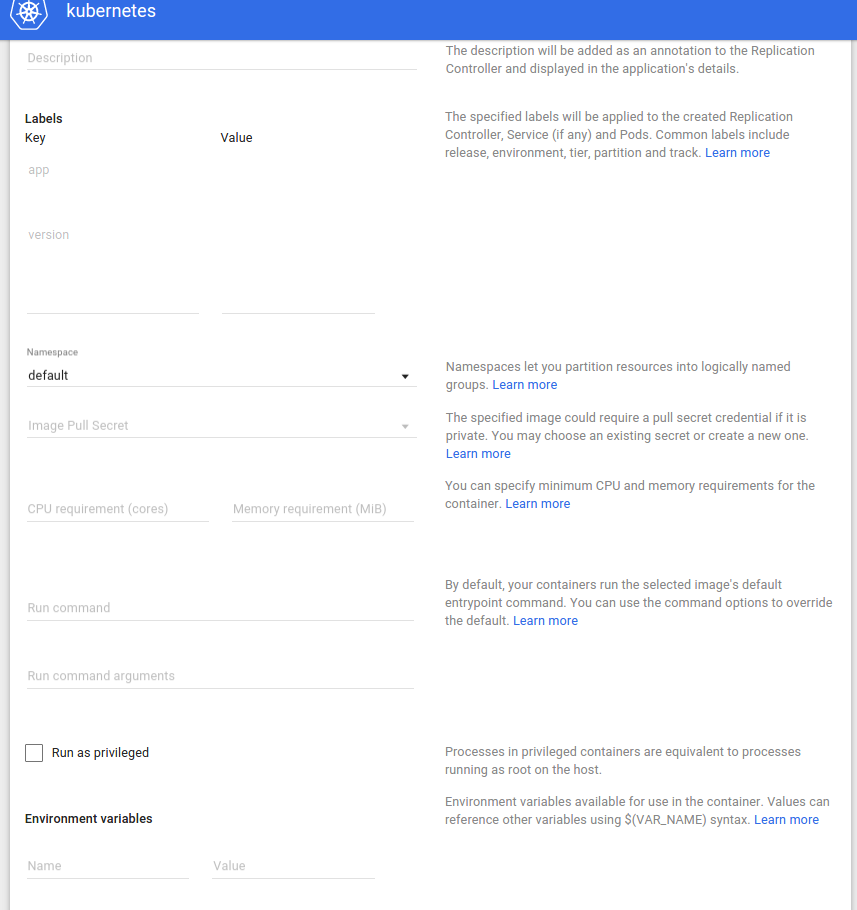 kubernetes
Description
The description will be added as an annotation to the Replication
Controller and displayed in the application's details.
Labels
Key Value
app
version
The specified labels will be applied to the created Replication
Controller, Service (if any) and Pods. Common labels include
release, environment, tier, partition and track. Learn more
Namespace
default
Namespaces let you partition resources into logically named
groups. Learn more
Image Pull Secret
The specified image could require a pull secret credential if it is
private. You may choose an existing secret or create a new one.
Learn more
CPU requirement (cores) Memory requirement (MiB)
You can specify minimum CPU and memory requirements for the
container. Learn more
Run command
By default, your containers run the selected image's default
entrypoint command. You can use the command options to override
the default. Learn more
Run command arguments
Run as privileged
Processes in privileged containers are equivalent to processes
running as root on the host.
Environment variables
Environment variables available for use in the container. Values can
reference other variables using $(VAR_NAME) syntax. Learn more
Name Value